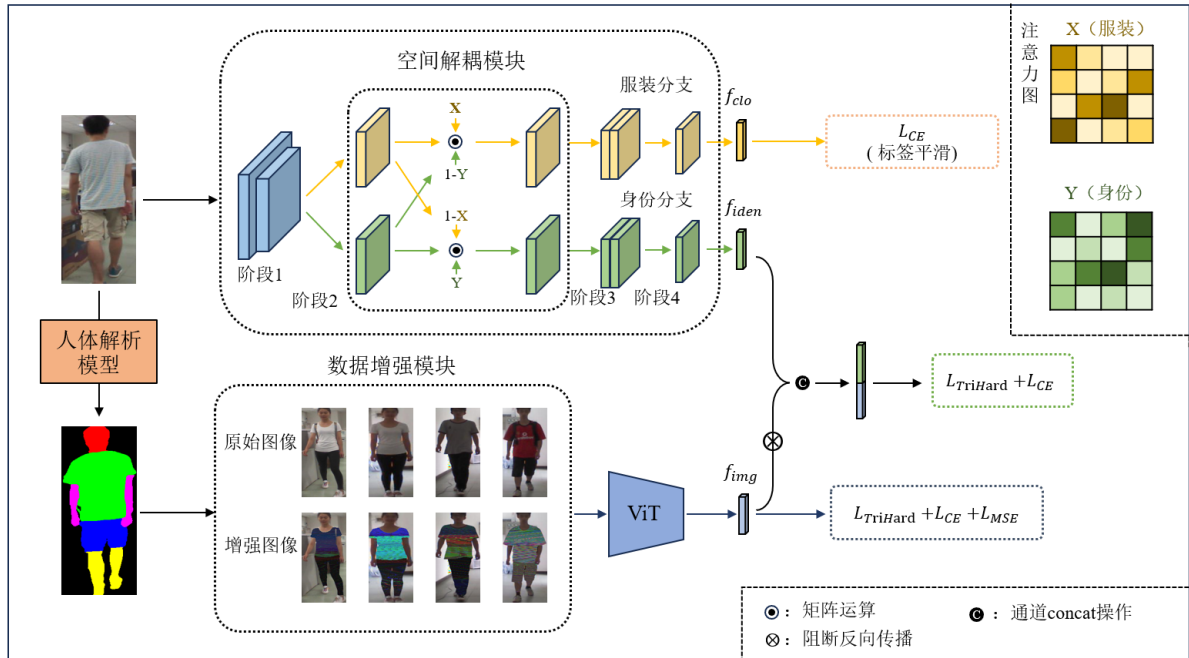 空间解耦模块
服装分支
X
1-Y
1-X
Y
身份分支
阶段1
阶段2
阶段3
阶段4
f_clo
f_iden
L_CE
( 标签平滑)
注意力图
X（服装）
Y（身份）
人体解析
模型
数据增强模块
原始图像
增强图像
ViT
f_img
C
L_TriHard +L_CE
L_TriHard +L_CE +L_MSE
：矩阵运算
C：通道concat操作
：阻断反向传播